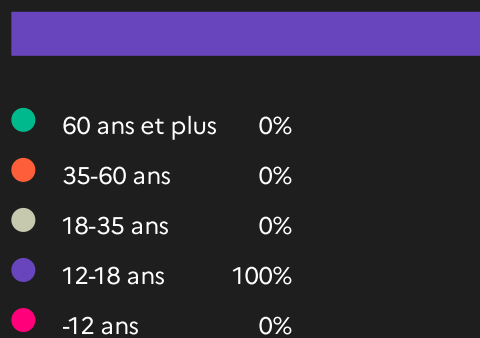 60 ans et plus 0%
35-60 ans 0%
18-35 ans 0%
12-18 ans 100%
-12 ans 0%